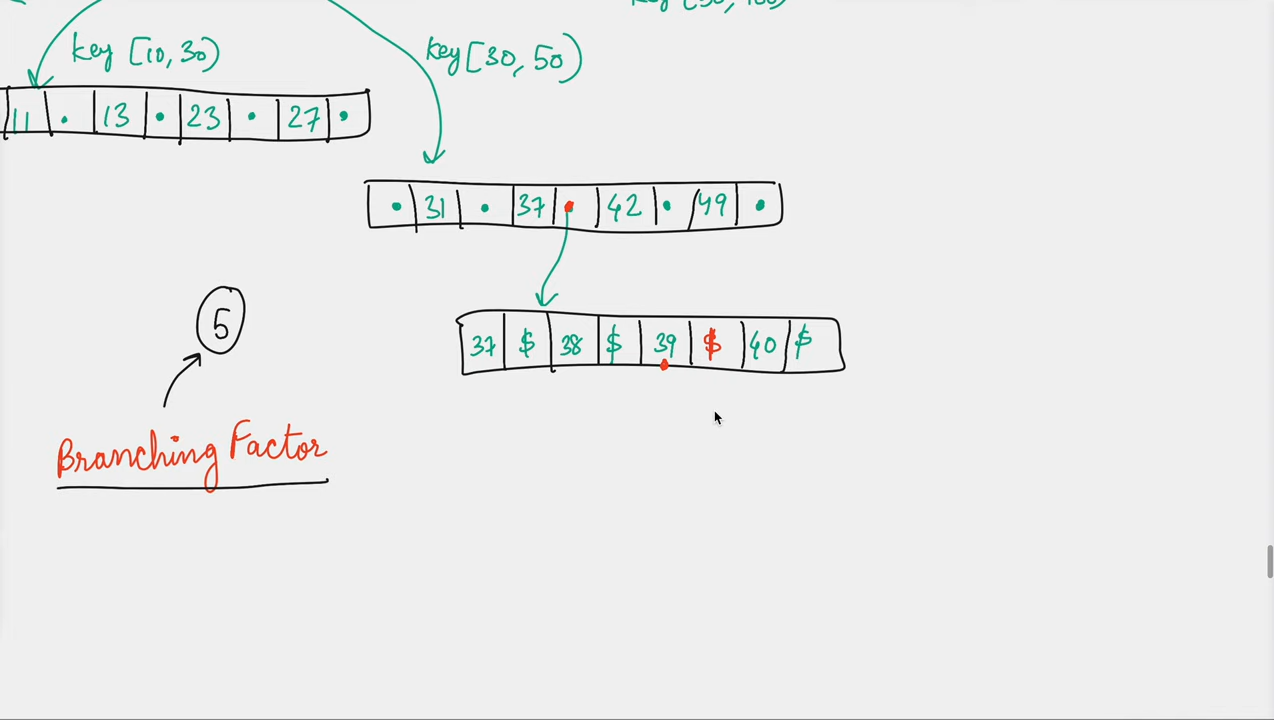 key [10, 30)
key [30, 50)
11 . 13 . 23 . 27 .
. 31 . 37 . 42 . 49 .
5
37 $ 38 $ 39 $ 40 $
Branching Factor